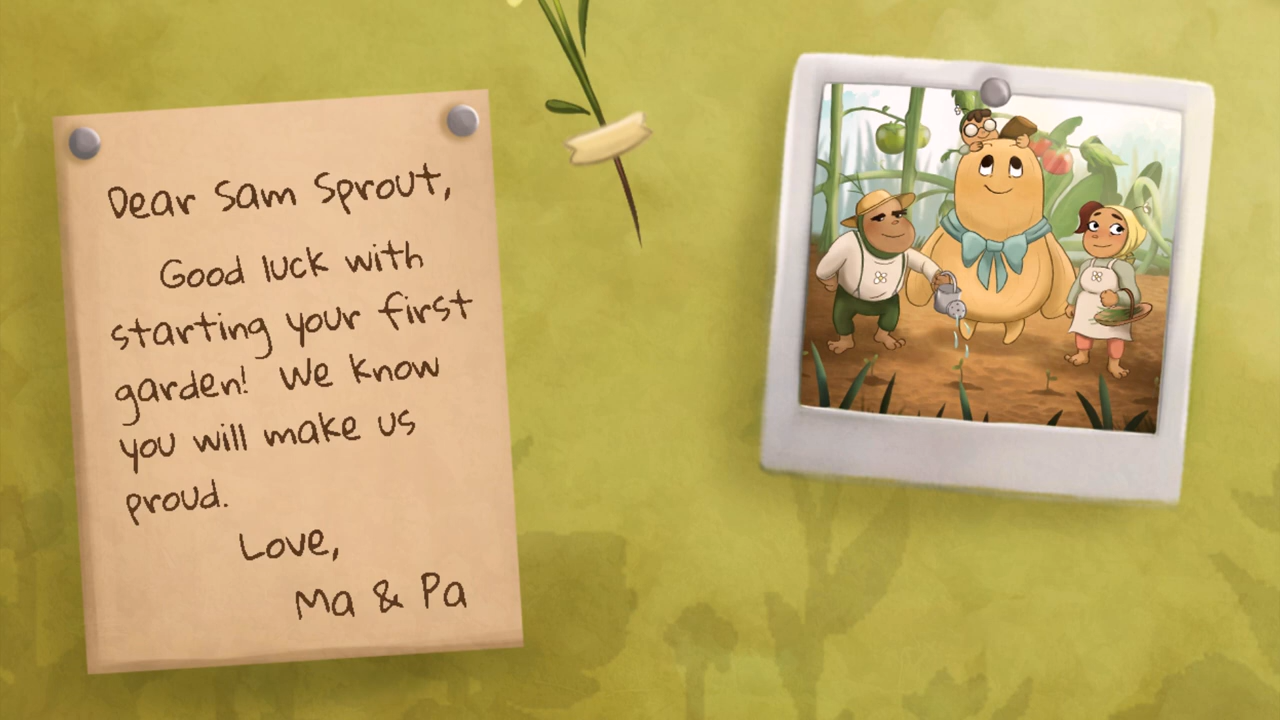 Dear Sam Sprout,
Good luck with
starting your first
garden! We know
you will make us
proud.
Love,
Ma & Pa